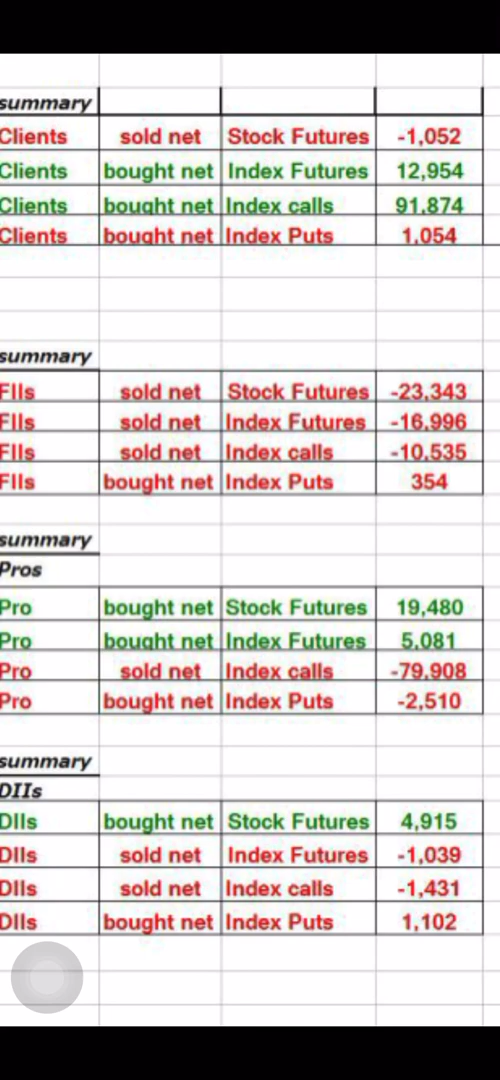 summary
Clients sold net Stock Futures -1,052
Clients bought net Index Futures 12,954
Clients bought net Index calls 91,874
Clients bought net Index Puts 1,054
summary
FIIs sold net Stock Futures -23,343
FIIs sold net Index Futures -16,996
FIIs sold net Index calls -10,535
FIIs bought net Index Puts 354
summary
Pros
Pro bought net Stock Futures 19,480
Pro bought net Index Futures 5,081
Pro sold net Index calls -79,908
Pro bought net Index Puts -2,510
summary
DIIs
DIIs bought net Stock Futures 4,915
DIIs sold net Index Futures -1,039
DIIs sold net Index calls -1,431
DIIs bought net Index Puts 1,102